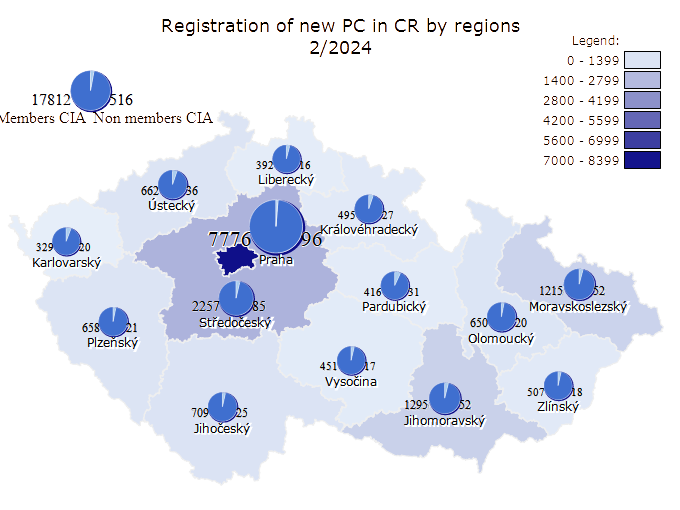 Registration of new PC in CR by regions
2/2024
Legend:
0 - 1399
1400 - 2799
2800 - 4199
4200 - 5599
5600 - 6999
7000 - 8399
17812 516
Members CIA Non members CIA
392 16
Liberecký
662 36
Ústecký
495 27
Královéhradecký
329 20
Karlovarský
7776 96
Praha
2257 85
Středočeský
416 31
Pardubický
1215 52
Moravskoslezský
658 21
Plzeňský
650 20
Olomoucký
451 17
Vysočina
709 25
Jihočeský
1295 52
Jihomoravský
507 18
Zlínský